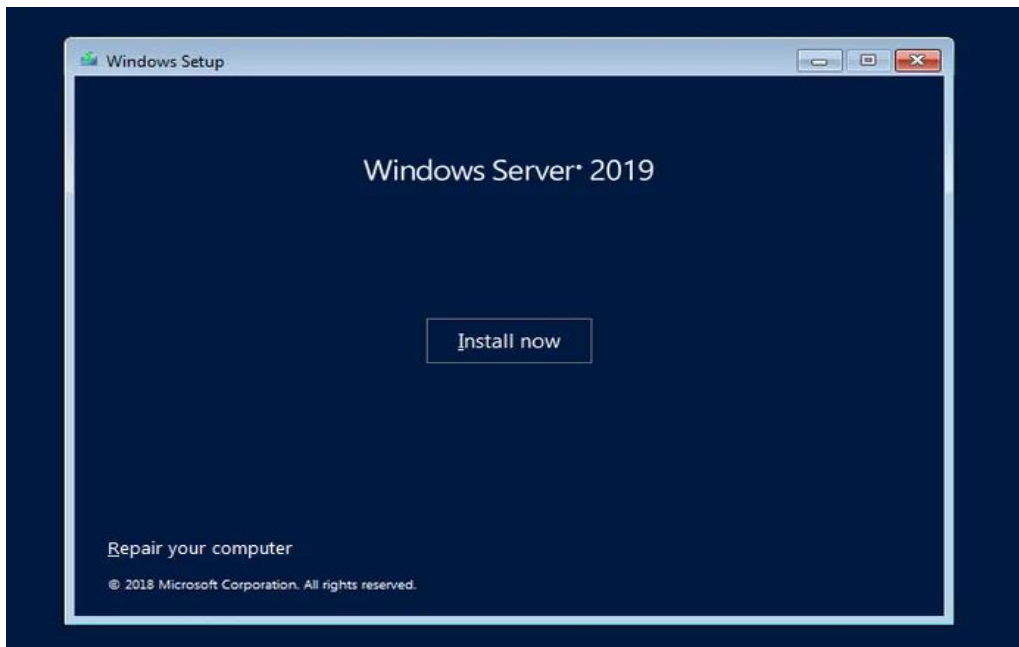 Windows Setup
Windows Server® 2019
Install now
Repair your computer
© 2018 Microsoft Corporation. All rights reserved.